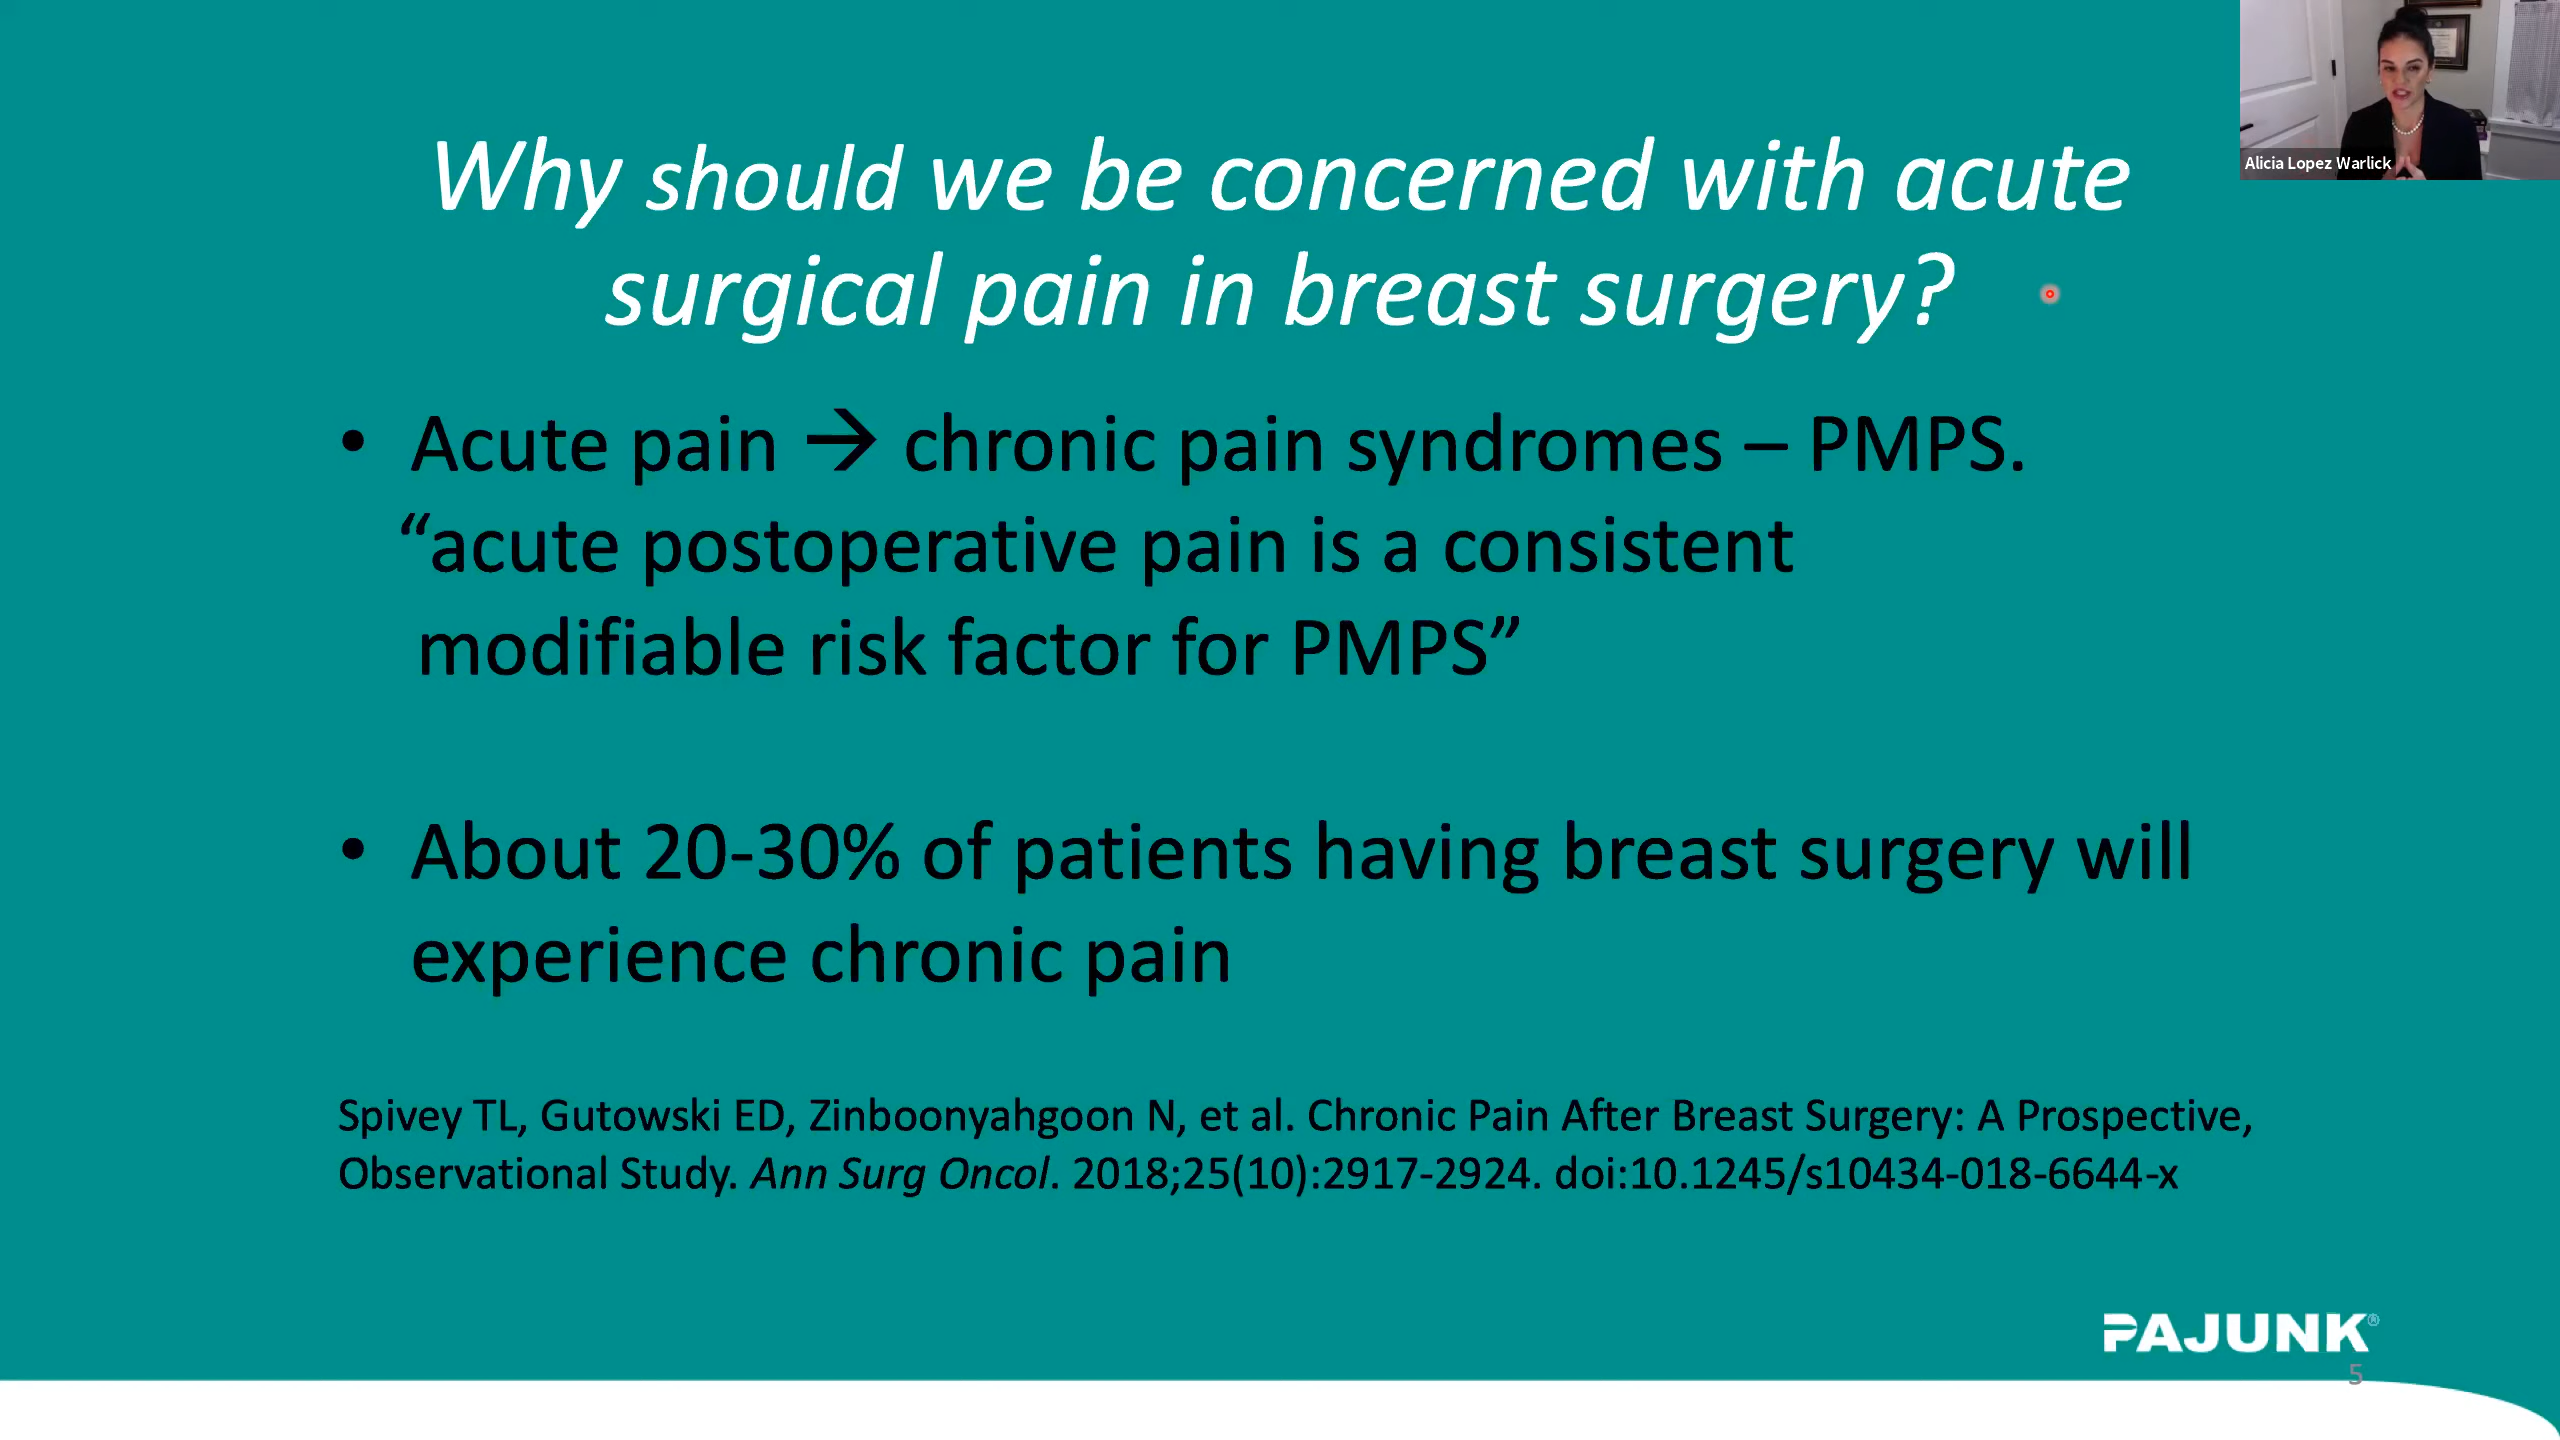 Alicia Lopez Warlick
Why should we be concerned with acute
surgical pain in breast surgery?
• Acute pain → chronic pain syndromes – PMPS.
“acute postoperative pain is a consistent
modifiable risk factor for PMPS”
• About 20-30% of patients having breast surgery will
experience chronic pain
Spivey TL, Gutowski ED, Zinboonyahgoon N, et al. Chronic Pain After Breast Surgery: A Prospective,
Observational Study. Ann Surg Oncol. 2018;25(10):2917-2924. doi:10.1245/s10434-018-6644-x
PAJUNK®
5